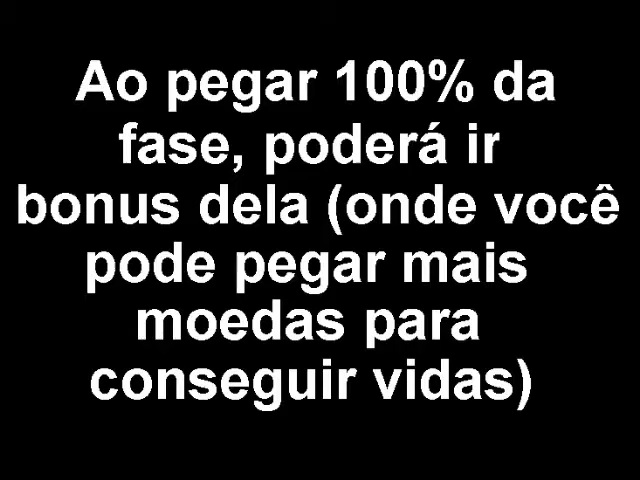 Ao pegar 100% da
fase, poderá ir
bonus dela (onde você
pode pegar mais
moedas para
conseguir vidas)